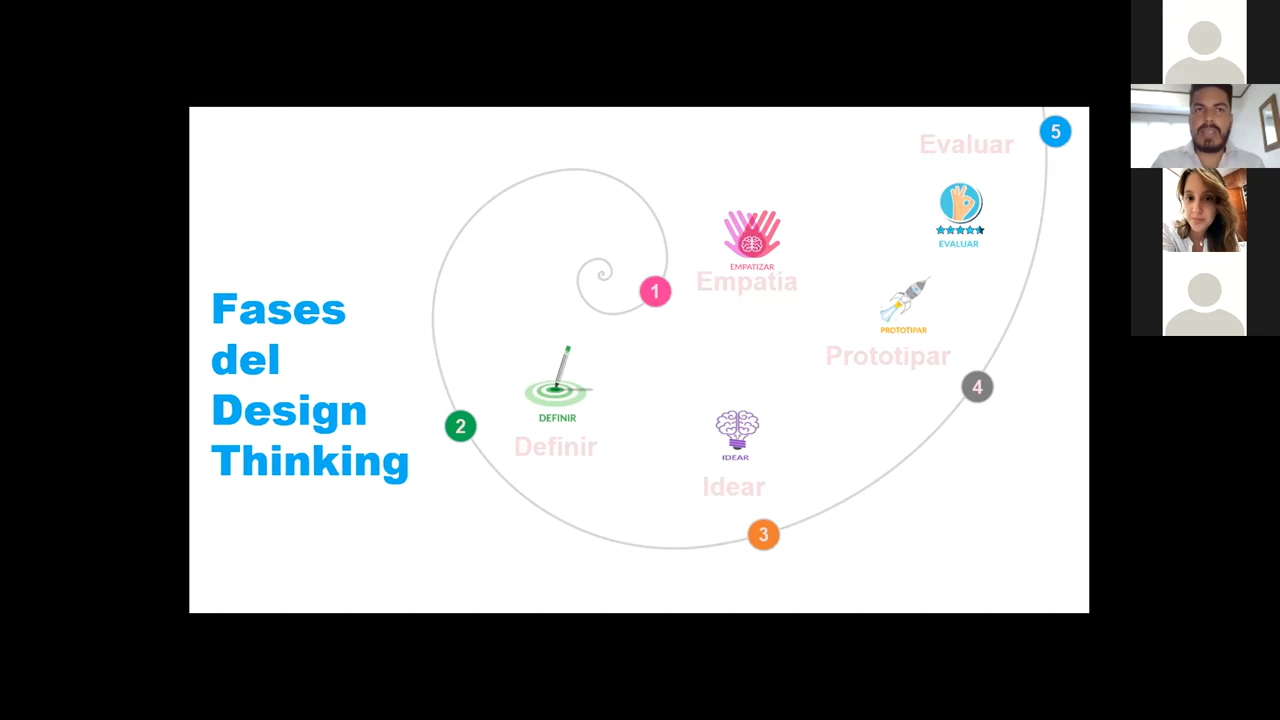 Fases
del
Design
Thinking
1
EMPATIZAR
Empatía
2
DEFINIR
Definir
3
IDEAR
Idear
4
PROTOTIPAR
Prototipar
5
Evaluar
EVALUAR